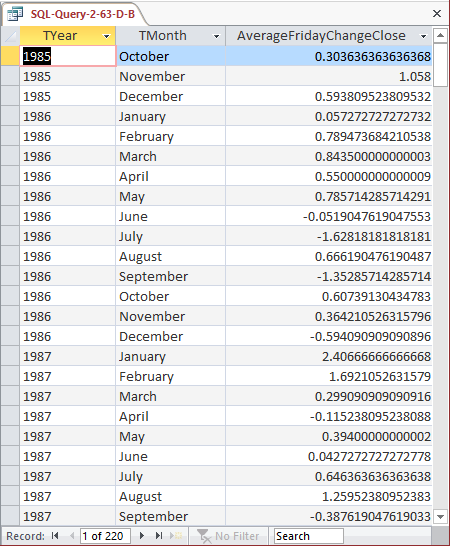 SQL-Query-2-63-D-B
TYear TMonth AverageFridayChangeClose
1985 October 0.303636363636368
1985 November 1.058
1985 December 0.593809523809532
1986 January 0.057272727272732
1986 February 0.789473684210538
1986 March 0.843500000000003
1986 April 0.550000000000009
1986 May 0.785714285714291
1986 June -0.0519047619047553
1986 July -1.62818181818181
1986 August 0.666190476190487
1986 September -1.35285714285714
1986 October 0.60739130434783
1986 November 0.364210526315796
1986 December -0.594090909090896
1987 January 2.40666666666668
1987 February 1.6921052631579
1987 March 0.299090909090916
1987 April -0.115238095238088
1987 May 0.39400000000002
1987 June 0.0427272727272778
1987 July 0.646363636363638
1987 August 1.25952380952383
1987 September -0.387619047619033
Record: 1 of 220 No Filter Search